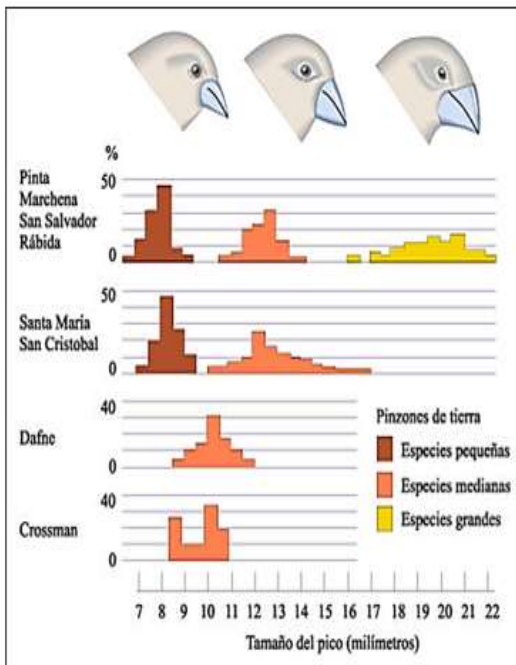 %
Pinta
Marchena
San Salvador
Rábida
50
0
Santa Maria
San Cristobal
50
0
Dafne
40
0
Pinzones de tierra
Especies pequeñas
Especies medianas
Especies grandes
Crossman
40
0
7 8 9 10 11 12 13 14 15 16 17 18 19 20 21 22
Tamaño del pico (milímetros)